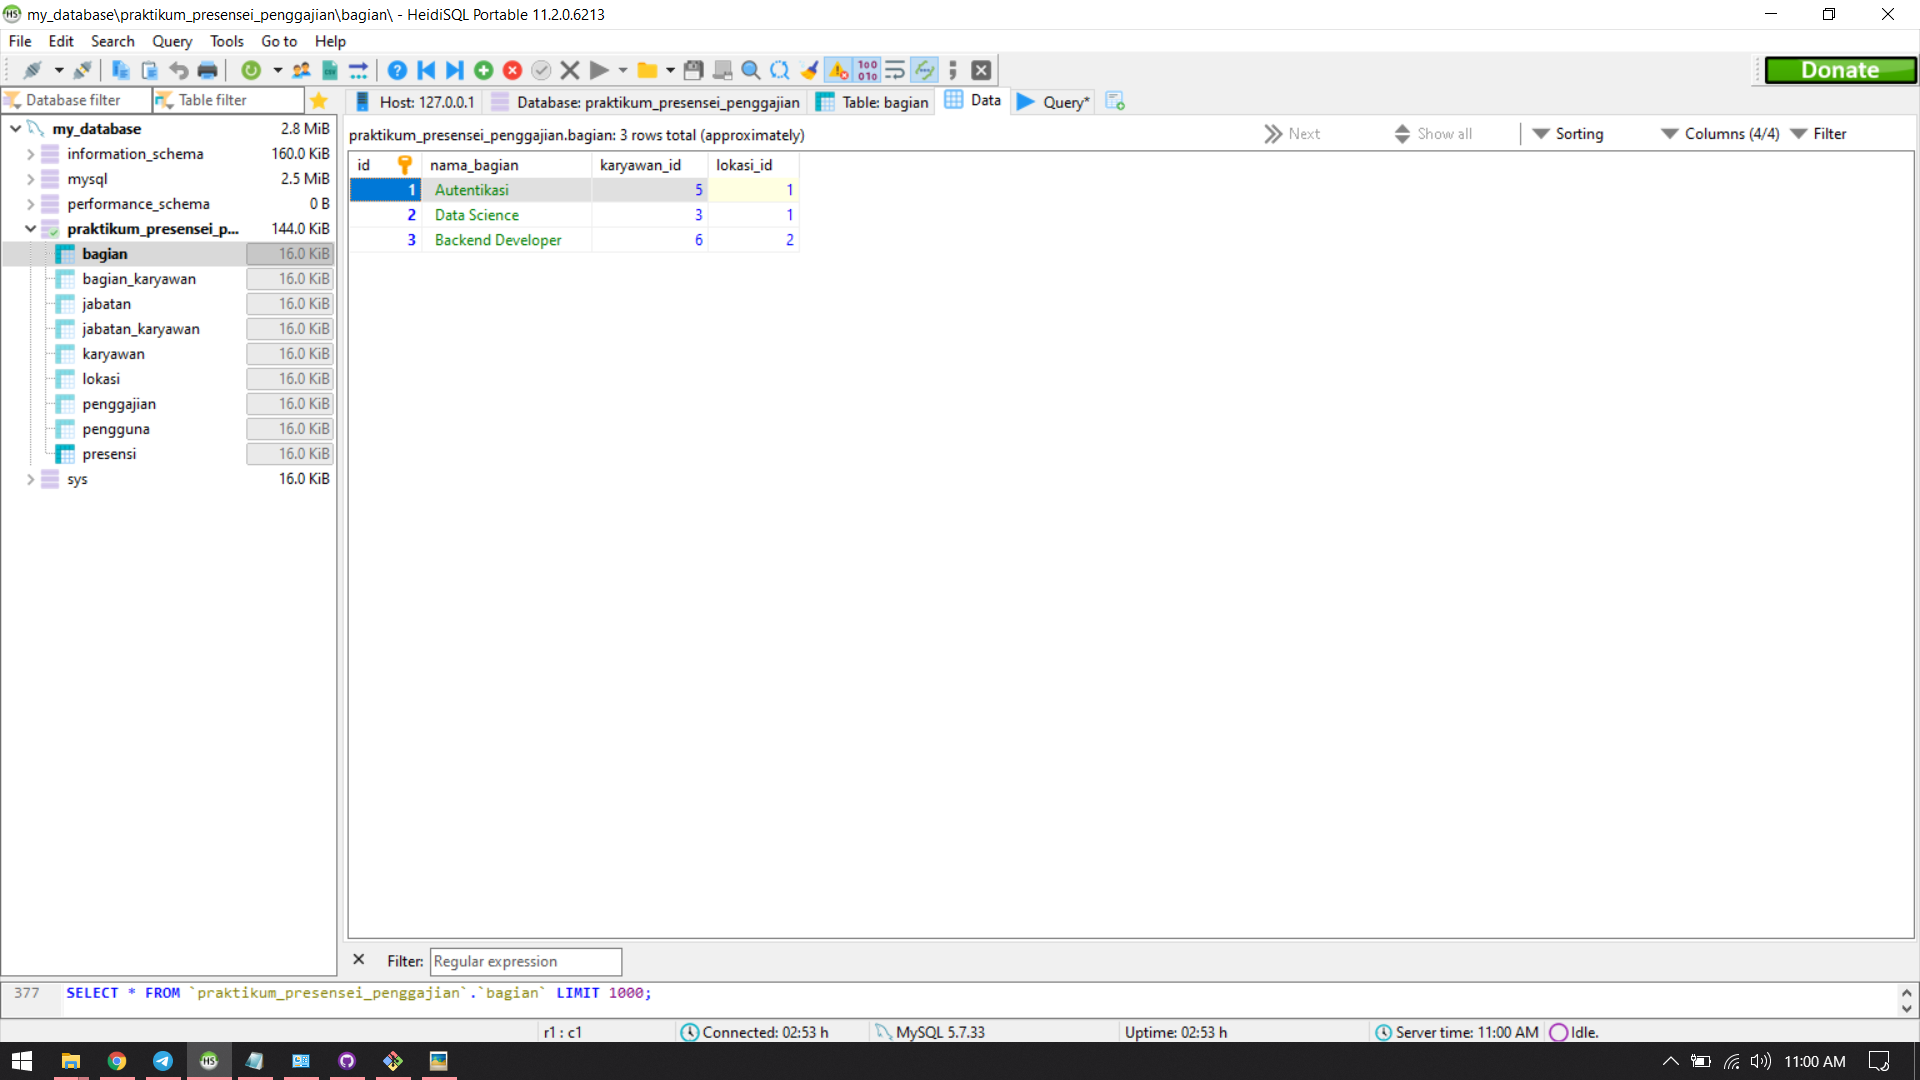 my_database\praktikum_presensei_penggajian\bagian\ - HeidiSQL Portable 11.2.0.6213
File Edit Search Query Tools Go to Help
Donate
Database filter Table filter Host: 127.0.0.1 Database: praktikum_presensei_penggajian Table: bagian Data Query*
my_database 2.8 MiB
information_schema 160.0 KiB
mysql 2.5 MiB
performance_schema 0 B
praktikum_presensei_p... 144.0 KiB
bagian 16.0 KiB
bagian_karyawan 16.0 KiB
jabatan 16.0 KiB
jabatan_karyawan 16.0 KiB
karyawan 16.0 KiB
lokasi 16.0 KiB
penggajian 16.0 KiB
pengguna 16.0 KiB
presensi 16.0 KiB
sys 16.0 KiB
praktikum_presensei_penggajian.bagian: 3 rows total (approximately) Next Show all Sorting Columns (4/4) Filter
id nama_bagian karyawan_id lokasi_id
1 Autentikasi 5 1
2 Data Science 3 1
3 Backend Developer 6 2
Filter: Regular expression
377 SELECT * FROM `praktikum_presensei_penggajian`.`bagian` LIMIT 1000;
r1 : c1 Connected: 02:53 h MySQL 5.7.33 Uptime: 02:53 h Server time: 11:00 AM Idle.
HS 11:00 AM